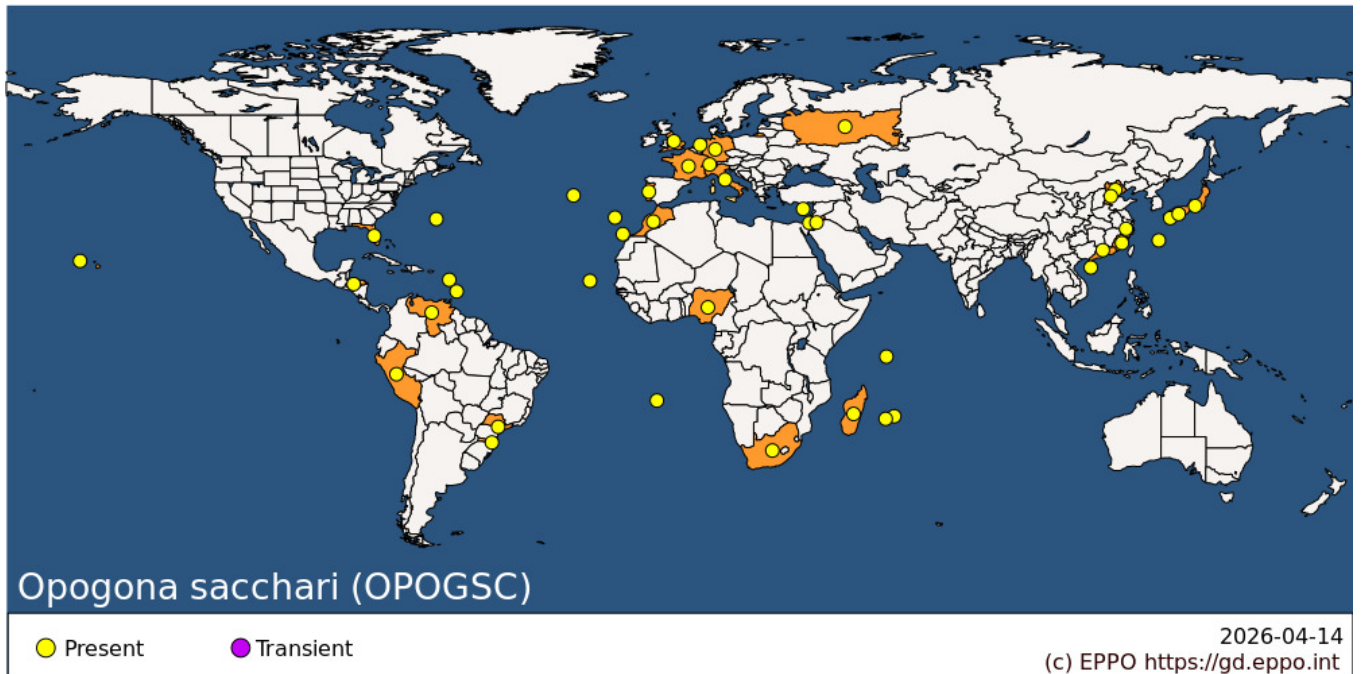 Opogona sacchari (OPOGSC)
Present
Transient
2026-04-14
(c) EPPO https://gd.eppo.int